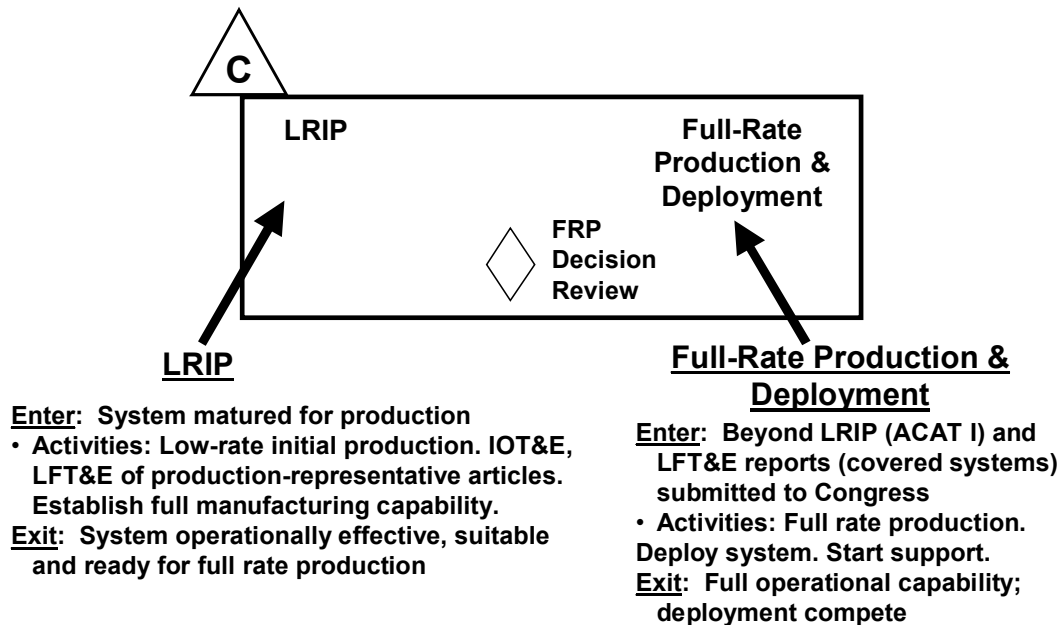 C
LRIP
Full-Rate
Production &
Deployment
FRP
Decision
Review
LRIP
Enter: System matured for production
• Activities: Low-rate initial production. IOT&E,
LFT&E of production-representative articles.
Establish full manufacturing capability.
Exit: System operationally effective, suitable
and ready for full rate production
Full-Rate Production &
Deployment
Enter: Beyond LRIP (ACAT I) and
LFT&E reports (covered systems)
submitted to Congress
• Activities: Full rate production.
Deploy system. Start support.
Exit: Full operational capability;
deployment compete